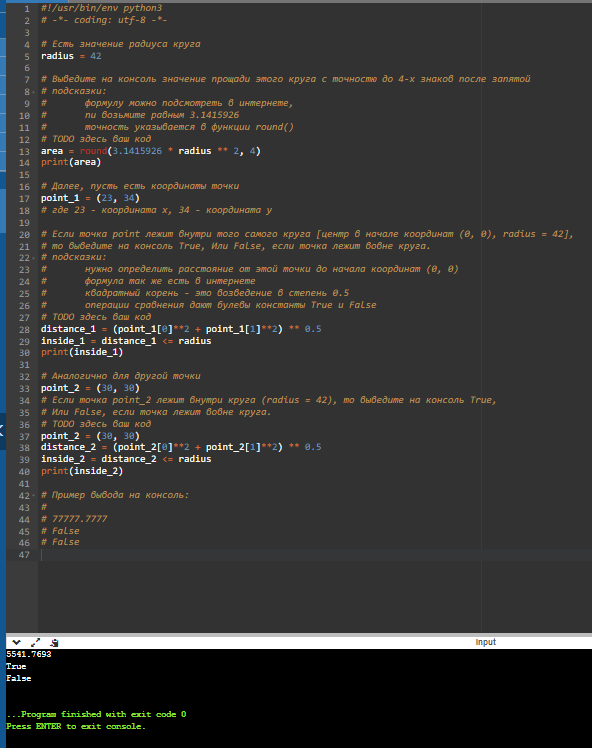 1 #!/usr/bin/env python3
2 # -*- coding: utf-8 -*-
3
4 # Есть значение радиуса круга
5 radius = 42
6
7 # Выведите на консоль значение прощади этого круга с точностю до 4-х знаков после запятой
8 # подсказки:
9 #       формулу можно подсмотреть в интернете,
10 #       пи возьмите равным 3.1415926
11 #       точность указывается в функции round()
12 # TODO здесь ваш код
13 area = round(3.1415926 * radius ** 2, 4)
14 print(area)
15
16 # Далее, пусть есть координаты точки
17 point_1 = (23, 34)
18 # где 23 - координата х, 34 - координата у
19
20 # Если точка point лежит внутри того самого круга [центр в начале координат (0, 0), radius = 42],
21 # то выведите на консоль True, Или False, если точка лежит вовне круга.
22 # подсказки:
23 #       нужно определить расстояние от этой точки до начала координат (0, 0)
24 #       формула так же есть в интернете
25 #       квадратный корень - это возведение в степень 0.5
26 #       операции сравнения дают булевы константы True и False
27 # TODO здесь ваш код
28 distance_1 = (point_1[0]**2 + point_1[1]**2) ** 0.5
29 inside_1 = distance_1 <= radius
30 print(inside_1)
31
32 # Аналогично для другой точки
33 point_2 = (30, 30)
34 # Если точка point_2 лежит внутри круга (radius = 42), то выведите на консоль True,
35 # Или False, если точка лежит вовне круга.
36 # TODO здесь ваш код
37 point_2 = (30, 30)
38 distance_2 = (point_2[0]**2 + point_2[1]**2) ** 0.5
39 inside_2 = distance_2 <= radius
40 print(inside_2)
41
42 # Пример вывода на консоль:
43 #
44 # 77777.7777
45 # False
46 # False
47
input
5541.7693
True
False
...Program finished with exit code 0
Press ENTER to exit console.